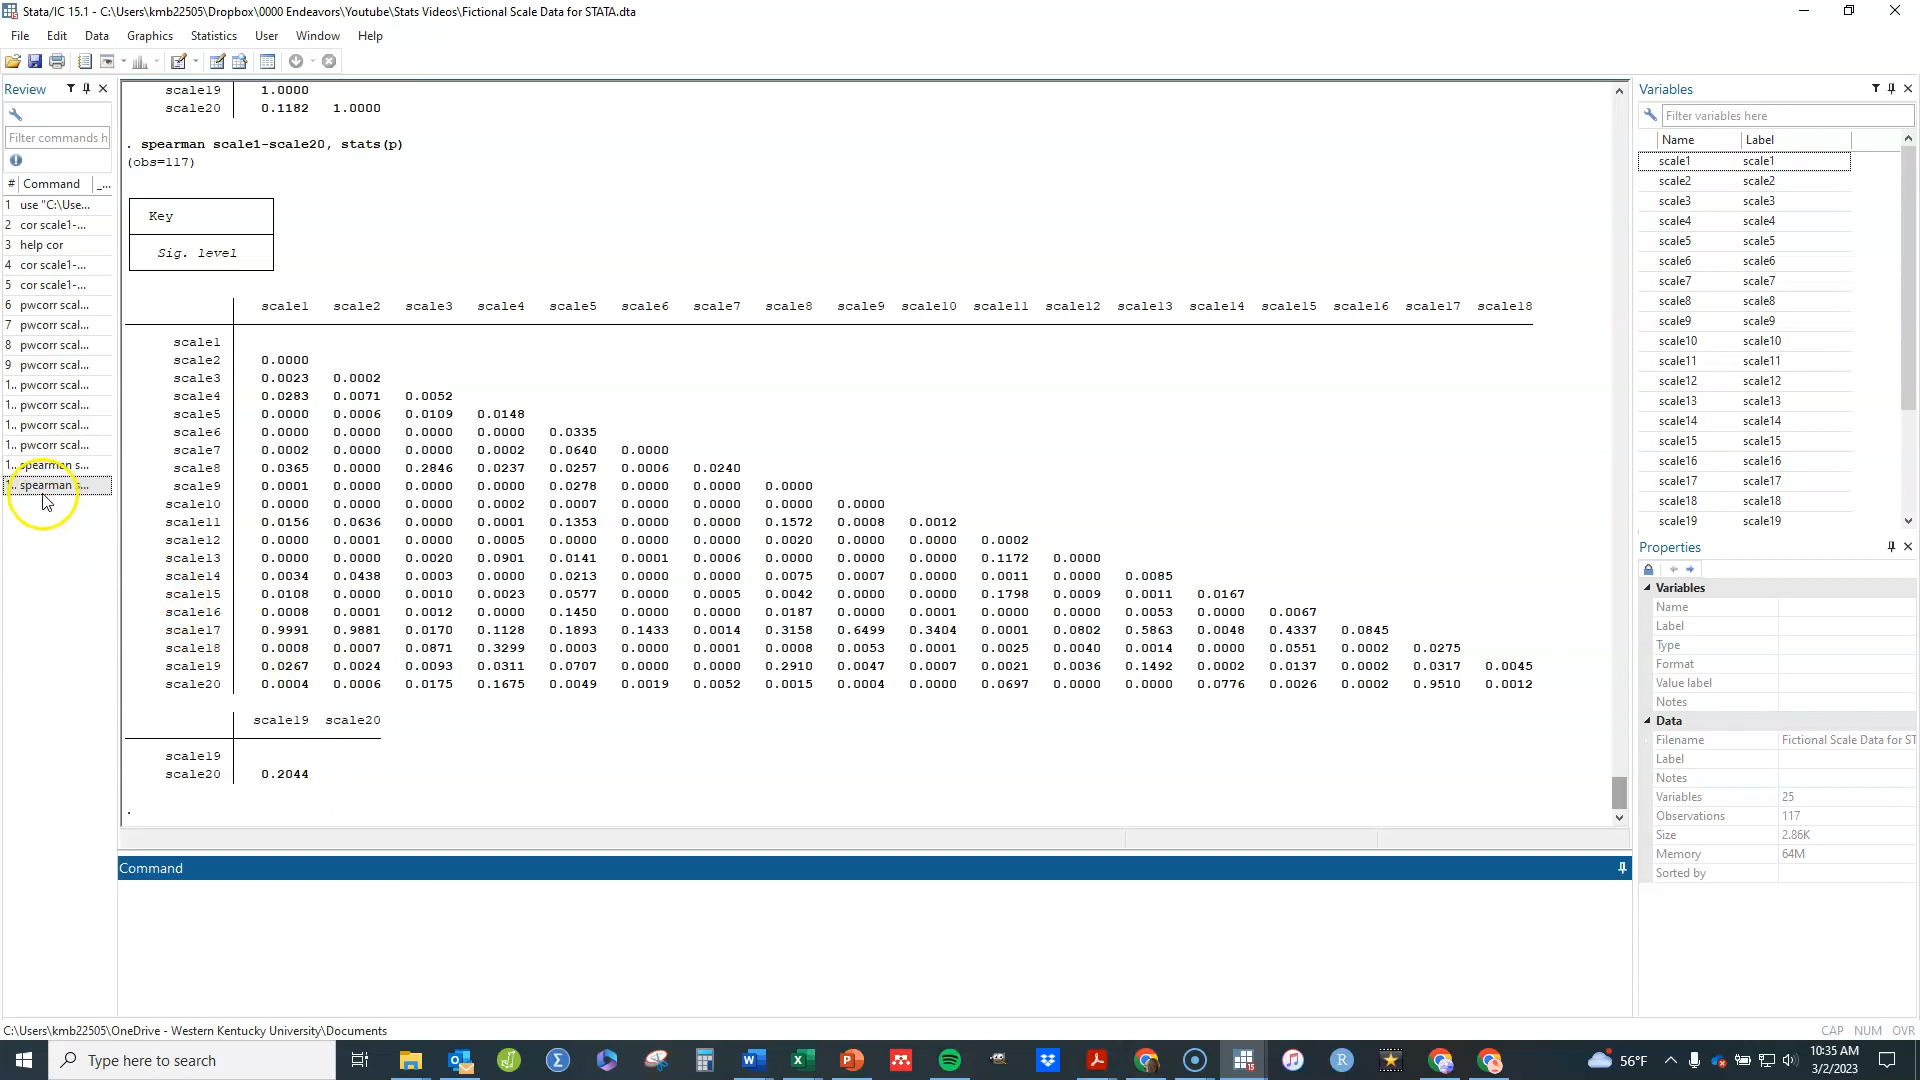 Stata/IC 15.1 - C:\Users\kmb22505\Dropbox\0000 Endeavors\Youtube\Stats Videos\Fictional Scale Data for STATA.dta
File Edit Data Graphics Statistics User Window Help
Review
Filter commands h
# Command _...
1 use "C:\Use...
2 cor scale1-...
3 help cor
4 cor scale1-...
5 cor scale1-...
6 pwcorr scal...
7 pwcorr scal...
8 pwcorr scal...
9 pwcorr scal...
1.. pwcorr scal...
1.. pwcorr scal...
1.. pwcorr scal...
1.. pwcorr scal...
1.. spearman s...
1.. spearman s...
scale19 1.0000
scale20 0.1182 1.0000
. spearman scale1-scale20, stats(p)
(obs=117)
Key
Sig. level
scale1 scale2 scale3 scale4 scale5 scale6 scale7 scale8 scale9 scale10 scale11 scale12 scale13 scale14 scale15 scale16 scale17 scale18
scale1
scale2 0.0000
scale3 0.0023 0.0002
scale4 0.0283 0.0071 0.0052
scale5 0.0000 0.0006 0.0109 0.0148
scale6 0.0000 0.0000 0.0000 0.0000 0.0335
scale7 0.0002 0.0000 0.0000 0.0002 0.0640 0.0000
scale8 0.0365 0.0000 0.2846 0.0237 0.0257 0.0006 0.0240
scale9 0.0001 0.0000 0.0000 0.0000 0.0278 0.0000 0.0000 0.0000
scale10 0.0000 0.0000 0.0000 0.0002 0.0007 0.0000 0.0000 0.0000 0.0000
scale11 0.0156 0.0636 0.0000 0.0001 0.1353 0.0000 0.0000 0.1572 0.0008 0.0012
scale12 0.0000 0.0001 0.0000 0.0005 0.0000 0.0000 0.0000 0.0020 0.0000 0.0000 0.0002
scale13 0.0000 0.0000 0.0020 0.0901 0.0141 0.0001 0.0006 0.0000 0.0000 0.0000 0.1172 0.0000
scale14 0.0034 0.0438 0.0003 0.0000 0.0213 0.0000 0.0000 0.0075 0.0007 0.0000 0.0011 0.0000 0.0085
scale15 0.0108 0.0000 0.0010 0.0023 0.0577 0.0000 0.0005 0.0042 0.0000 0.0000 0.1798 0.0009 0.0011 0.0167
scale16 0.0008 0.0001 0.0012 0.0000 0.1450 0.0000 0.0000 0.0187 0.0000 0.0001 0.0000 0.0000 0.0053 0.0000 0.0067
scale17 0.9991 0.9881 0.0170 0.1128 0.1893 0.1433 0.0014 0.3158 0.6499 0.3404 0.0001 0.0802 0.5863 0.0048 0.4337 0.0845
scale18 0.0008 0.0007 0.0871 0.3299 0.0003 0.0000 0.0001 0.0008 0.0053 0.0001 0.0025 0.0040 0.0014 0.0000 0.0551 0.0002 0.0275
scale19 0.0267 0.0024 0.0093 0.0311 0.0707 0.0000 0.0000 0.2910 0.0047 0.0007 0.0021 0.0036 0.1492 0.0002 0.0137 0.0002 0.0317 0.0045
scale20 0.0004 0.0006 0.0175 0.1675 0.0049 0.0019 0.0052 0.0015 0.0004 0.0000 0.0697 0.0000 0.0000 0.0776 0.0026 0.0002 0.9510 0.0012
scale19 scale20
scale19
scale20 0.2044
.
Command
Variables
Filter variables here
Name Label
scale1 scale1
scale2 scale2
scale3 scale3
scale4 scale4
scale5 scale5
scale6 scale6
scale7 scale7
scale8 scale8
scale9 scale9
scale10 scale10
scale11 scale11
scale12 scale12
scale13 scale13
scale14 scale14
scale15 scale15
scale16 scale16
scale17 scale17
scale18 scale18
scale19 scale19
Properties
Variables
Name
Label
Type
Format
Value label
Notes
Data
Filename Fictional Scale Data for ST
Label
Notes
Variables 25
Observations 117
Size 2.86K
Memory 64M
Sorted by
C:\Users\kmb22505\OneDrive - Western Kentucky University\Documents
CAP NUM OVR
Type here to search
56°F
10:35 AM
3/2/2023